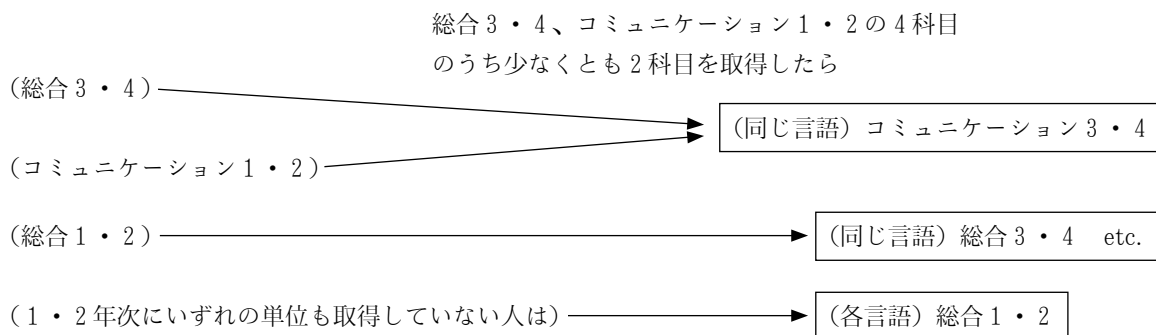 総合3・4、コミュニケーション1・2の4科目
のうち少なくとも2科目を取得したら
(総合3・4)
(同じ言語)コミュニケーション3・4
(コミュニケーション1・2)
(総合1・2)
(同じ言語)総合3・4 etc.
(1・2年次にいずれの単位も取得していない人は)
(各言語)総合1・2